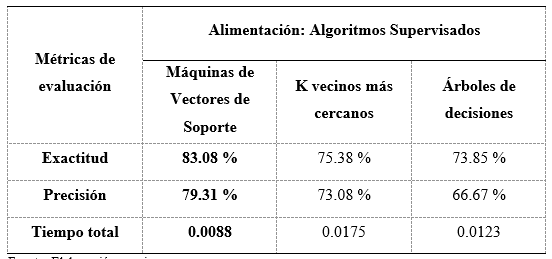 Métricas de evaluación
Alimentación: Algoritmos Supervisados
Máquinas de Vectores de Soporte
K vecinos más cercanos
Árboles de decisiones
Exactitud 83.08 % 75.38 % 73.85 %
Precisión 79.31 % 73.08 % 66.67 %
Tiempo total 0.0088 0.0175 0.0123